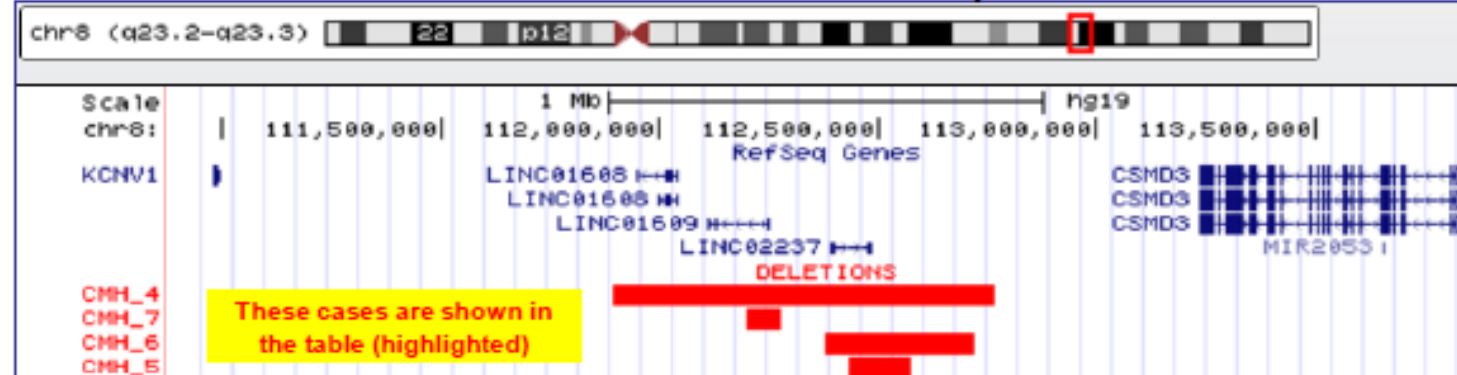 chr8 (q23.2-q23.3) 22 p12
Scale 1 Mb hg19
chr8: 111,500,000 112,000,000 112,500,000 113,000,000 113,500,000
RefSeq Genes
KCNV1 LINC01608 CSMD3
LINC01608 CSMD3
LINC01609 CSMD3
LINC02237 MIR2053
DELETIONS
CMH_4
CMH_7 These cases are shown in
CMH_6 the table (highlighted)
CMH_5